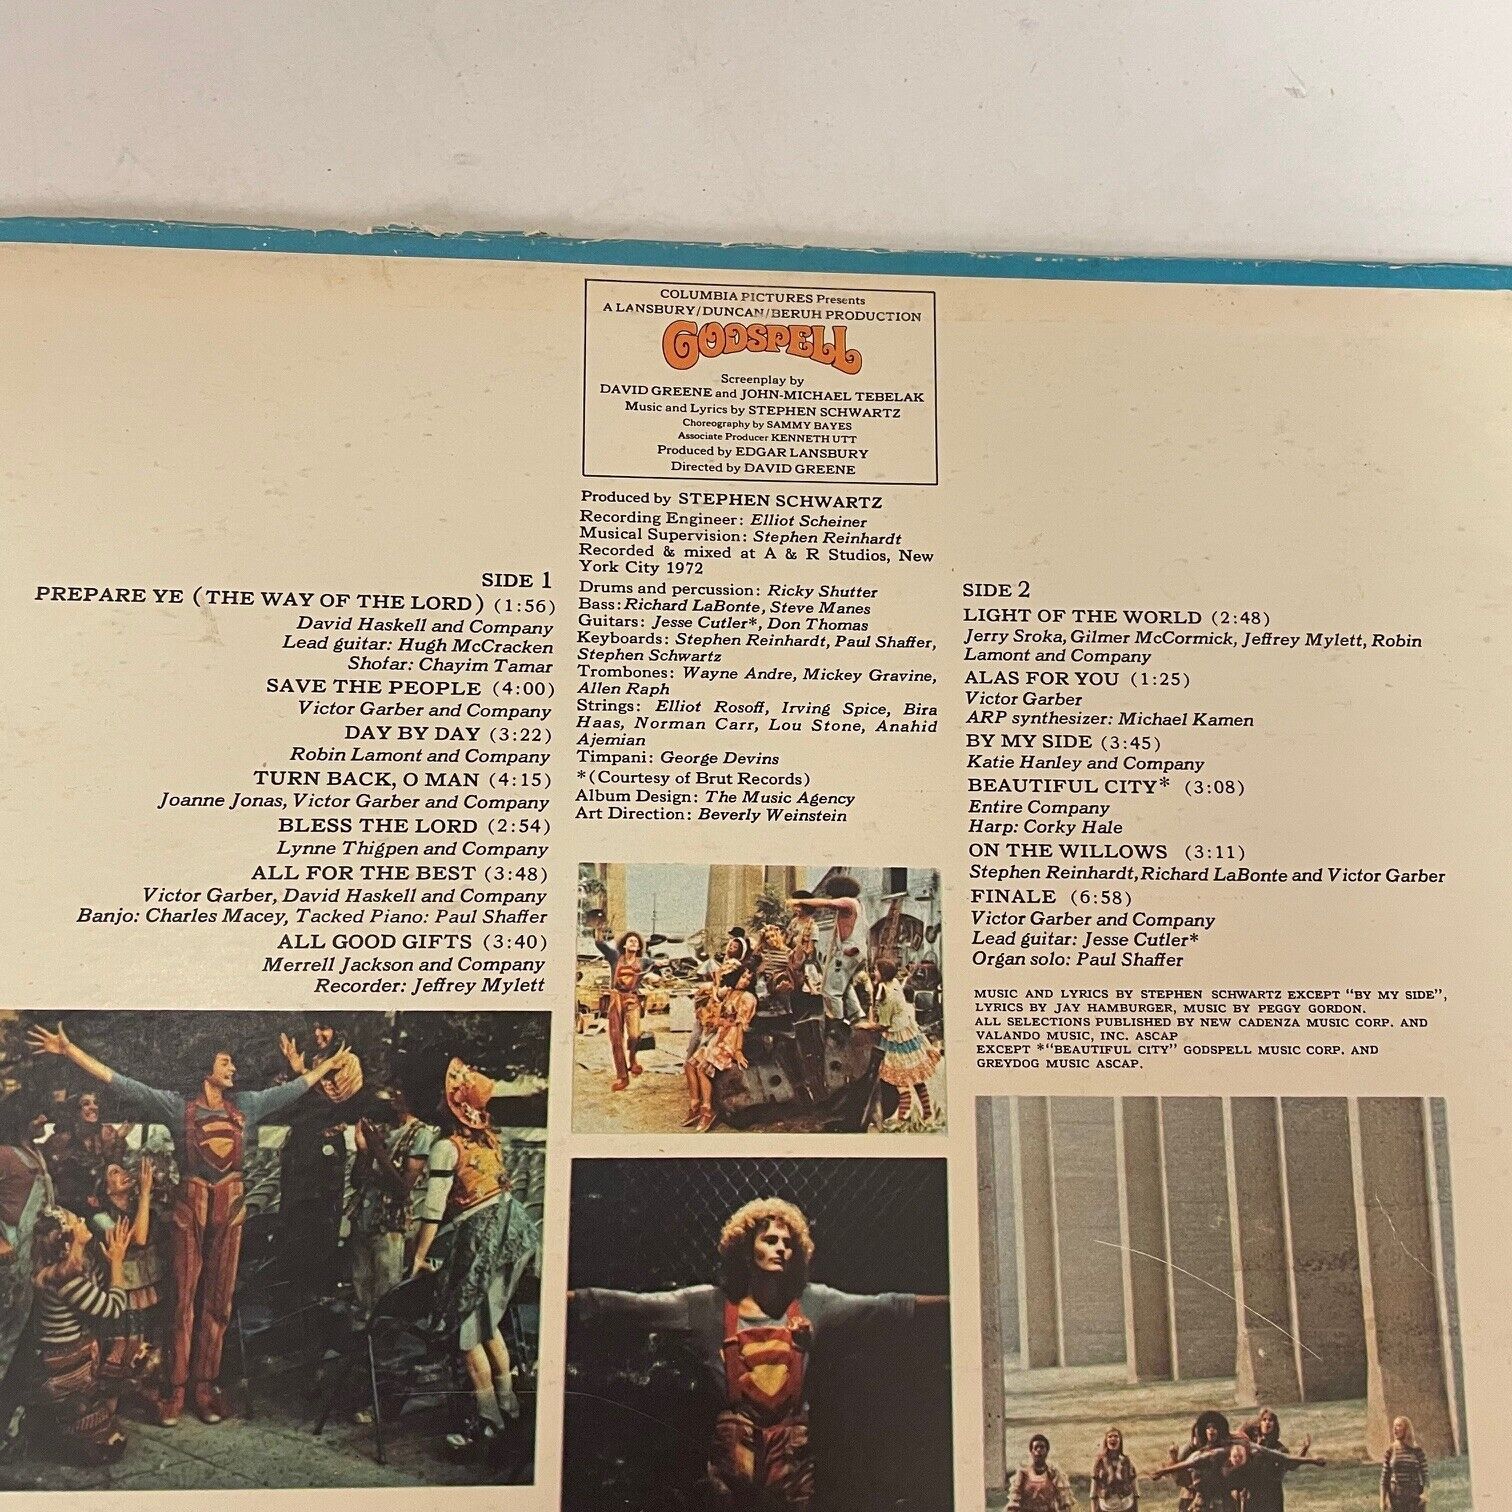 COLUMBIA PICTURES Presents
A LANSBURY/DUNCAN/BERUH PRODUCTION
GODSPELL
Screenplay by
DAVID GREENE and JOHN-MICHAEL TEBELAK
Music and Lyrics by STEPHEN SCHWARTZ
Choreography by SAMMY BAYES
Associate Producer KENNETH UTT
Produced by EDGAR LANSBURY
Directed by DAVID GREENE
SIDE 1
PREPARE YE (THE WAY OF THE LORD) (1:56)
David Haskell and Company
Lead guitar: Hugh McCracken
Shofar: Chayim Tamar
SAVE THE PEOPLE (4:00)
Victor Garber and Company
DAY BY DAY (3:22)
Robin Lamont and Company
TURN BACK, O MAN (4:15)
Joanne Jonas, Victor Garber and Company
BLESS THE LORD (2:54)
Lynne Thigpen and Company
ALL FOR THE BEST (3:48)
Victor Garber, David Haskell and Company
Banjo: Charles Macey, Tacked Piano: Paul Shaffer
ALL GOOD GIFTS (3:40)
Merrell Jackson and Company
Recorder: Jeffrey Mylett
Produced by STEPHEN SCHWARTZ
Recording Engineer: Elliot Scheiner
Musical Supervision: Stephen Reinhardt
Recorded & mixed at A & R Studios, New
York City 1972
Drums and percussion: Ricky Shutter
Bass: Richard LaBonte, Steve Manes
Guitars: Jesse Cutler*, Don Thomas
Keyboards: Stephen Reinhardt, Paul Shaffer,
Stephen Schwartz
Trombones: Wayne Andre, Mickey Gravine,
Allen Raph
Strings: Elliot Rosoff, Irving Spice, Bira
Haas, Norman Carr, Lou Stone, Anahid
Ajemian
Timpani: George Devins
*(Courtesy of Brut Records)
Album Design: The Music Agency
Art Direction: Beverly Weinstein
SIDE 2
LIGHT OF THE WORLD (2:48)
Jerry Sroka, Gilmer McCormick, Jeffrey Mylett, Robin
Lamont and Company
ALAS FOR YOU (1:25)
Victor Garber
ARP synthesizer: Michael Kamen
BY MY SIDE (3:45)
Katie Hanley and Company
BEAUTIFUL CITY* (3:08)
Entire Company
Harp: Corky Hale
ON THE WILLOWS (3:11)
Stephen Reinhardt, Richard LaBonte and Victor Garber
FINALE (6:58)
Victor Garber and Company
Lead guitar: Jesse Cutler*
Organ solo: Paul Shaffer
MUSIC AND LYRICS BY STEPHEN SCHWARTZ EXCEPT "BY MY SIDE",
LYRICS BY JAY HAMBURGER, MUSIC BY PEGGY GORDON.
ALL SELECTIONS PUBLISHED BY NEW CADENZA MUSIC CORP. AND
VALANDO MUSIC, INC. ASCAP
EXCEPT *"BEAUTIFUL CITY" GODSPELL MUSIC CORP. AND
GREYDOG MUSIC ASCAP.